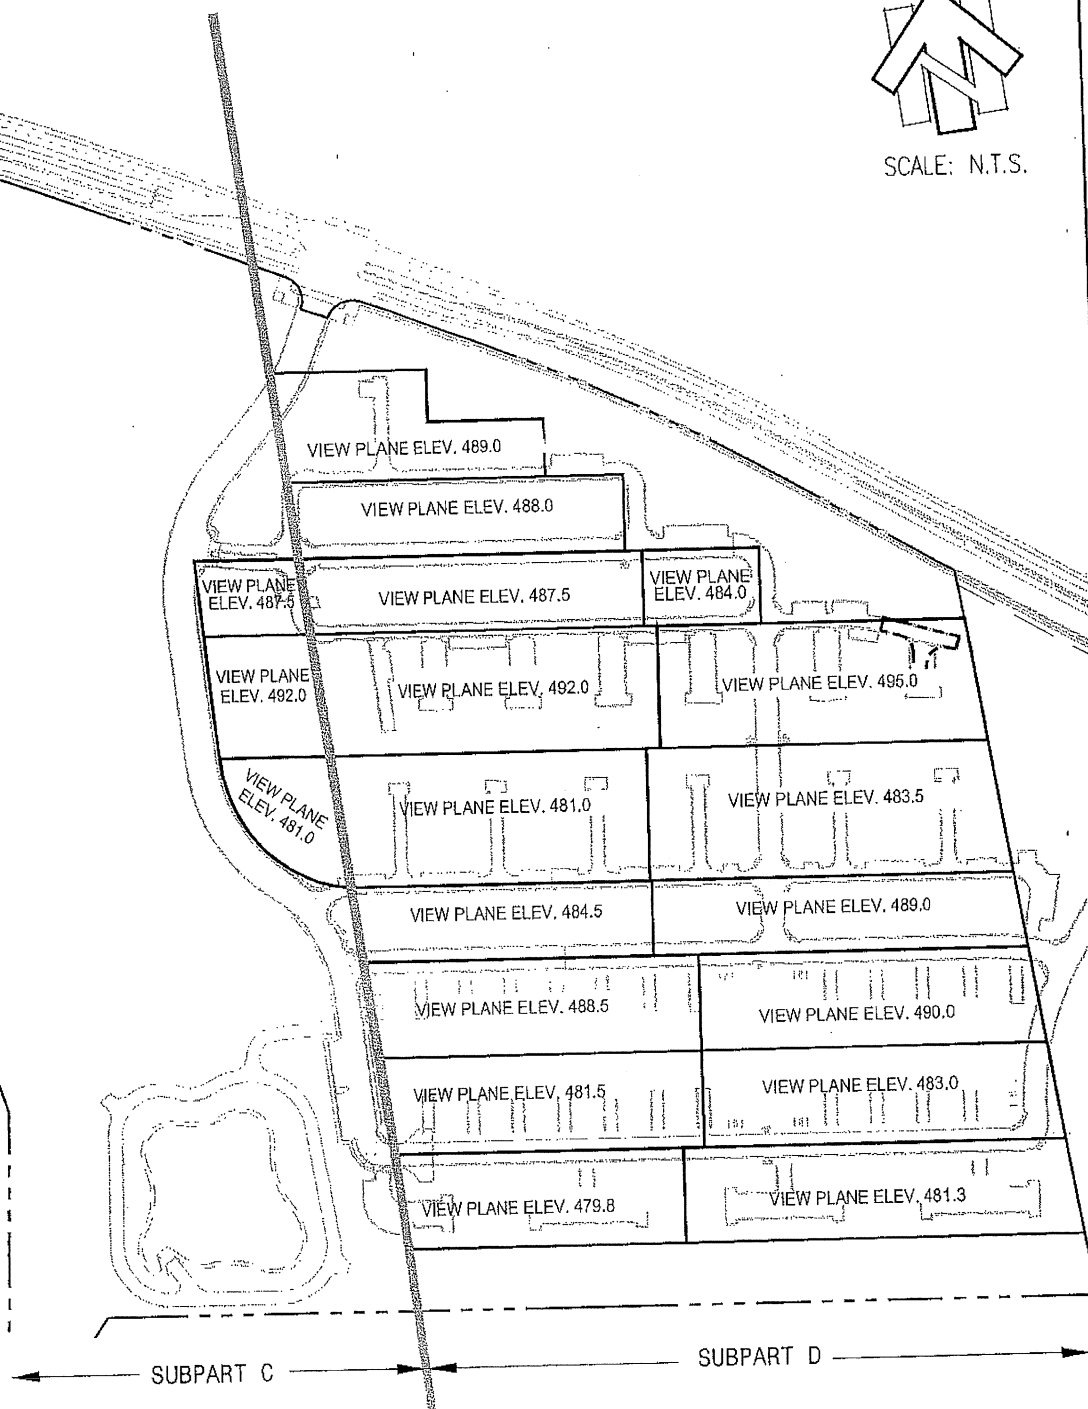 SCALE: N.T.S.
VIEW PLANE ELEV. 489.0
VIEW PLANE ELEV. 488.0
VIEW PLANE
ELEV. 487.5
VIEW PLANE ELEV. 487.5
VIEW PLANE
ELEV. 484.0
VIEW PLANE
ELEV. 492.0
VIEW PLANE ELEV. 492.0
VIEW PLANE ELEV. 495.0
VIEW PLANE
ELEV. 481.0
VIEW PLANE ELEV. 481.0
VIEW PLANE ELEV. 483.5
VIEW PLANE ELEV. 484.5
VIEW PLANE ELEV. 489.0
VIEW PLANE ELEV. 488.5
VIEW PLANE ELEV. 490.0
VIEW PLANE ELEV. 481.5
VIEW PLANE ELEV. 483.0
VIEW PLANE ELEV. 479.8
VIEW PLANE ELEV. 481.3
SUBPART C
SUBPART D